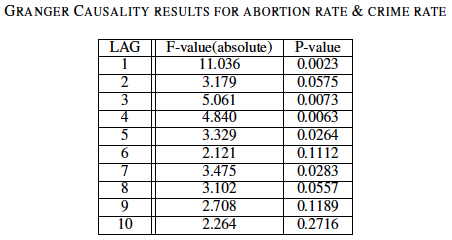 GRANGER CAUSALITY RESULTS FOR ABORTION RATE & CRIME RATE
LAG F-value(absolute) P-value
1 11.036 0.0023
2 3.179 0.0575
3 5.061 0.0073
4 4.840 0.0063
5 3.329 0.0264
6 2.121 0.1112
7 3.475 0.0283
8 3.102 0.0557
9 2.708 0.1189
10 2.264 0.2716